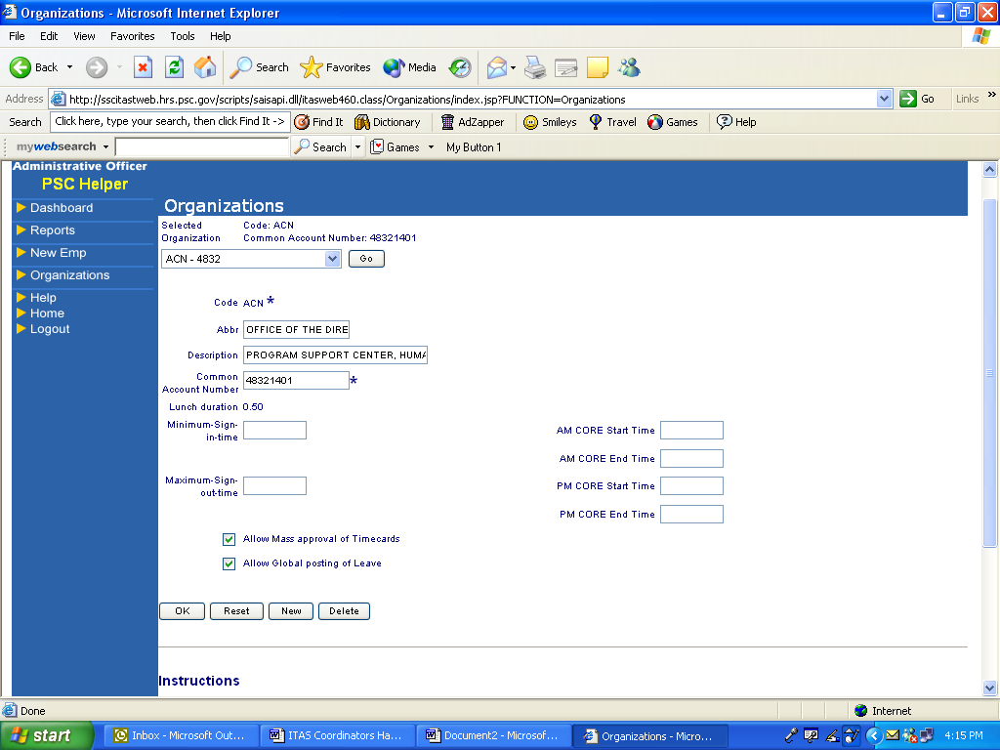 Organizations - Microsoft Internet Explorer
File Edit View Favorites Tools Help
Back Search Favorites Media
Address http://sscitastweb.hrs.psc.gov/scripts/saisapi.dll/itasweb460.class/Organizations/index.jsp?FUNCTION=Organizations Go Links »
Search Click here, type your search, then click Find It -> Find It Dictionary AdZapper Smileys Travel Games Help
mywebsearch Search Games My Button 1
Administrative Officer
PSC Helper
Dashboard
Reports
New Emp
Organizations
Help
Home
Logout
Organizations
Selected Organization Code: ACN
Common Account Number: 48321401
ACN - 4832 Go
Code ACN *
Abbr OFFICE OF THE DIRE
Description PROGRAM SUPPORT CENTER, HUMA
Common
Account Number 48321401 *
Lunch duration 0.50
Minimum-Sign-
in-time
AM CORE Start Time
AM CORE End Time
Maximum-Sign-
out-time
PM CORE Start Time
PM CORE End Time
Allow Mass approval of Timecards
Allow Global posting of Leave
OK Reset New Delete
Instructions
Done Internet
start Inbox - Microsoft Out... ITAS Coordinators Ha... Document2 - Microsof... Organizations - Micro... 4:15 PM